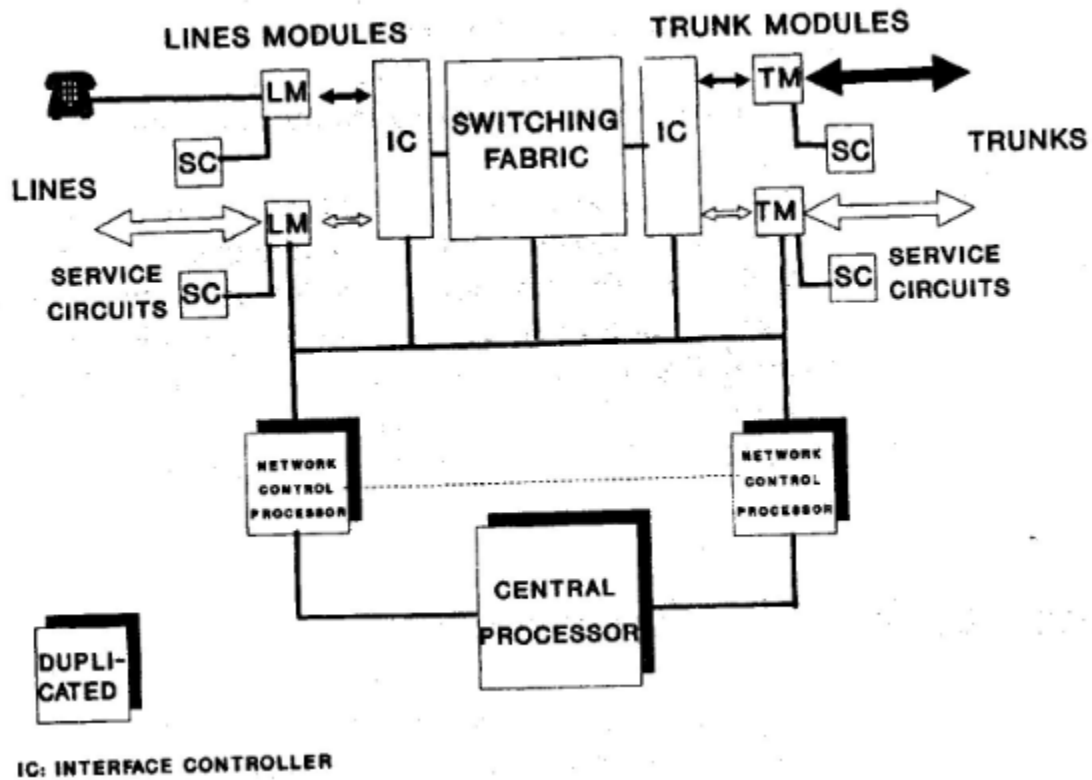 LINES MODULES
TRUNK MODULES
LM
IC
SWITCHING
FABRIC
IC
TM
SC
SC
TRUNKS
LINES
LM
TM
SERVICE
CIRCUITS
SC
SC
SERVICE
CIRCUITS
NETWORK
CONTROL
PROCESSOR
NETWORK
CONTROL
PROCESSOR
CENTRAL
PROCESSOR
DUPLI-
CATED
IC: INTERFACE CONTROLLER